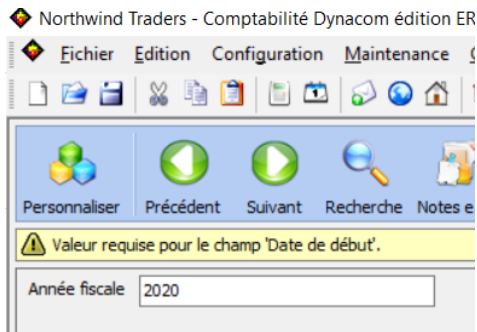 Northwind Traders - Comptabilité Dynacom édition ER
Fichier Edition Configuration Maintenance
Personnaliser Précédent Suivant Recherche Notes e
Valeur requise pour le champ 'Date de début'.
Année fiscale 2020